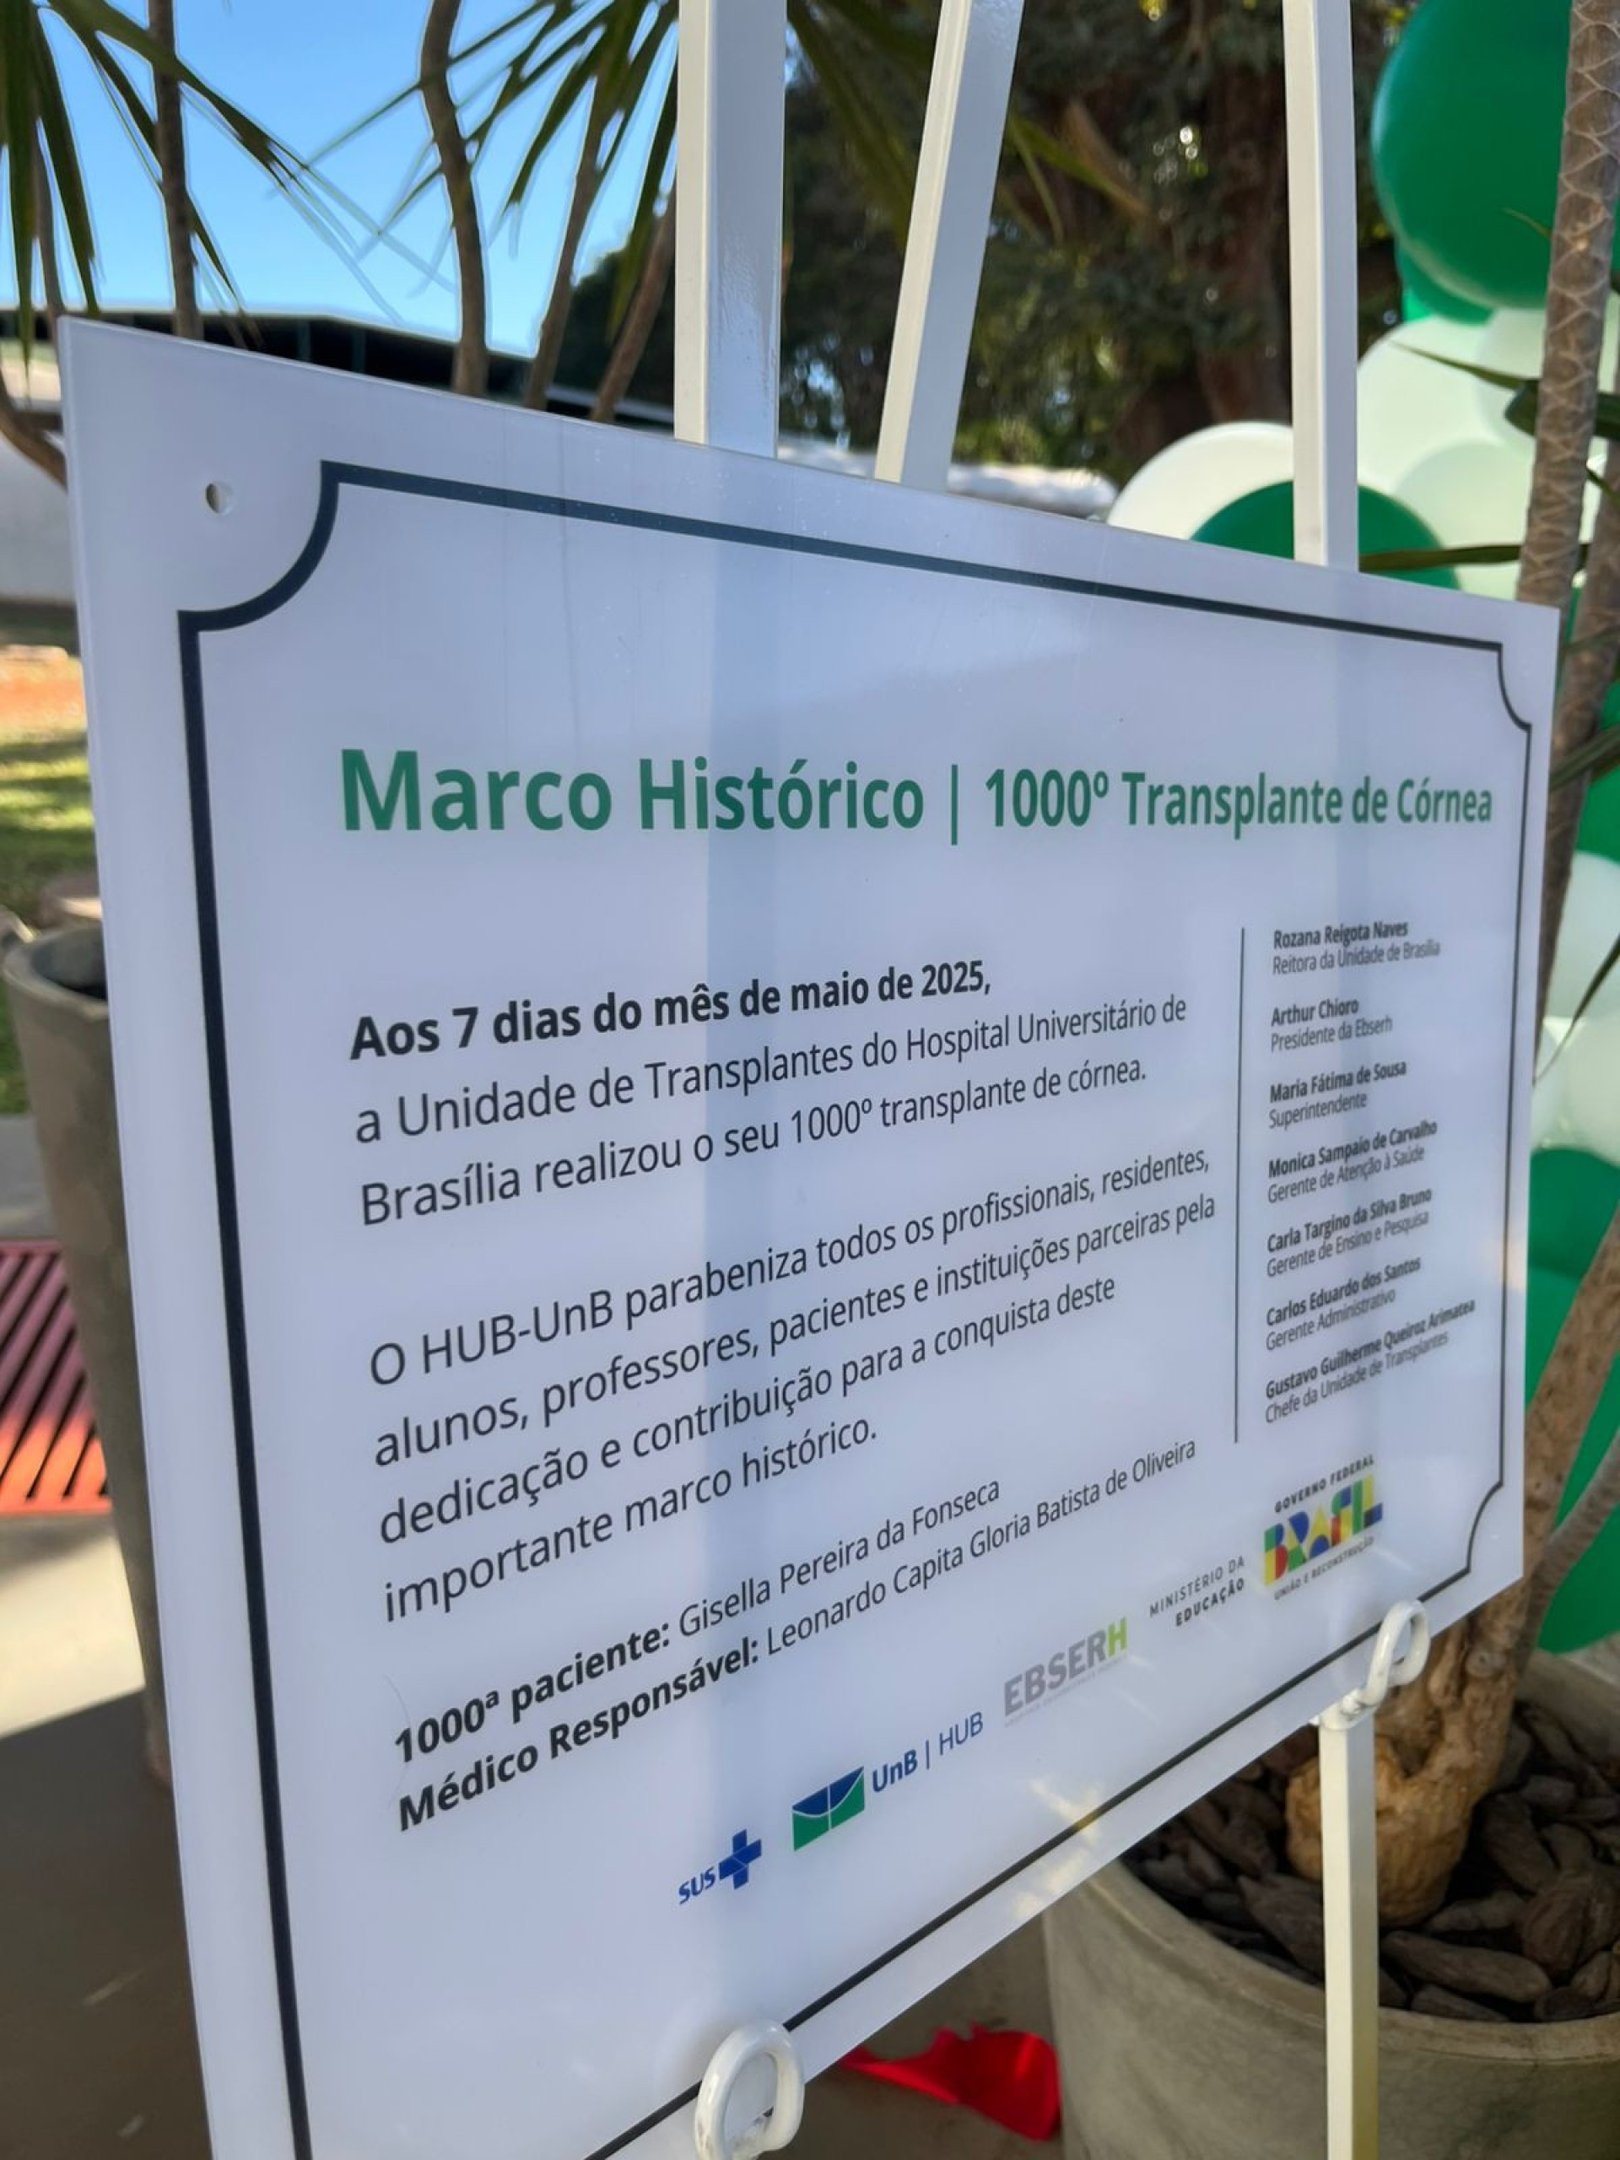 Marco Histórico | 1000º Transplante de Córnea
Aos 7 dias do mês de maio de 2025,
a Unidade de Transplantes do Hospital Universitário de
Brasília realizou o seu 1000º transplante de córnea.
O HUB-UnB parabeniza todos os profissionais, residentes,
alunos, professores, pacientes e instituições parceiras pela
dedicação e contribuição para a conquista deste
importante marco histórico.
1000ª paciente: Gisella Pereira da Fonseca
Médico Responsável: Leonardo Capita Gloria Batista de Oliveira
Rozana Reigota Naves
Reitora da Unidade de Brasília
Arthur Chioro
Presidente da Ebserh
Maria Fátima de Sousa
Superintendente
Monica Sampaio de Carvalho
Gerente de Atenção à Saúde
Carla Targino da Silva Bruno
Gerente de Ensino e Pesquisa
Carlos Eduardo dos Santos
Gerente Administrativo
Gustavo Guilherme Queiroz Arimatea
Chefe da Unidade de Transplantes
SUS
UnB | HUB
EBSERH
MINISTÉRIO DA
EDUCAÇÃO
GOVERNO FEDERAL
BRASIL
UNIÃO E RECONSTRUÇÃO